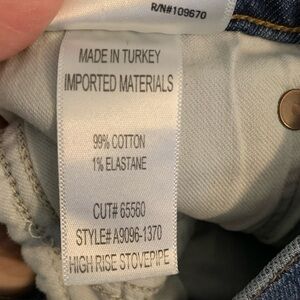 R/N#109670
MADE IN TURKEY
IMPORTED MATERIALS
99% COTTON
1% ELASTANE
CUT# 65560
STYLE# A9096-1370
HIGH RISE STOVEPIPE